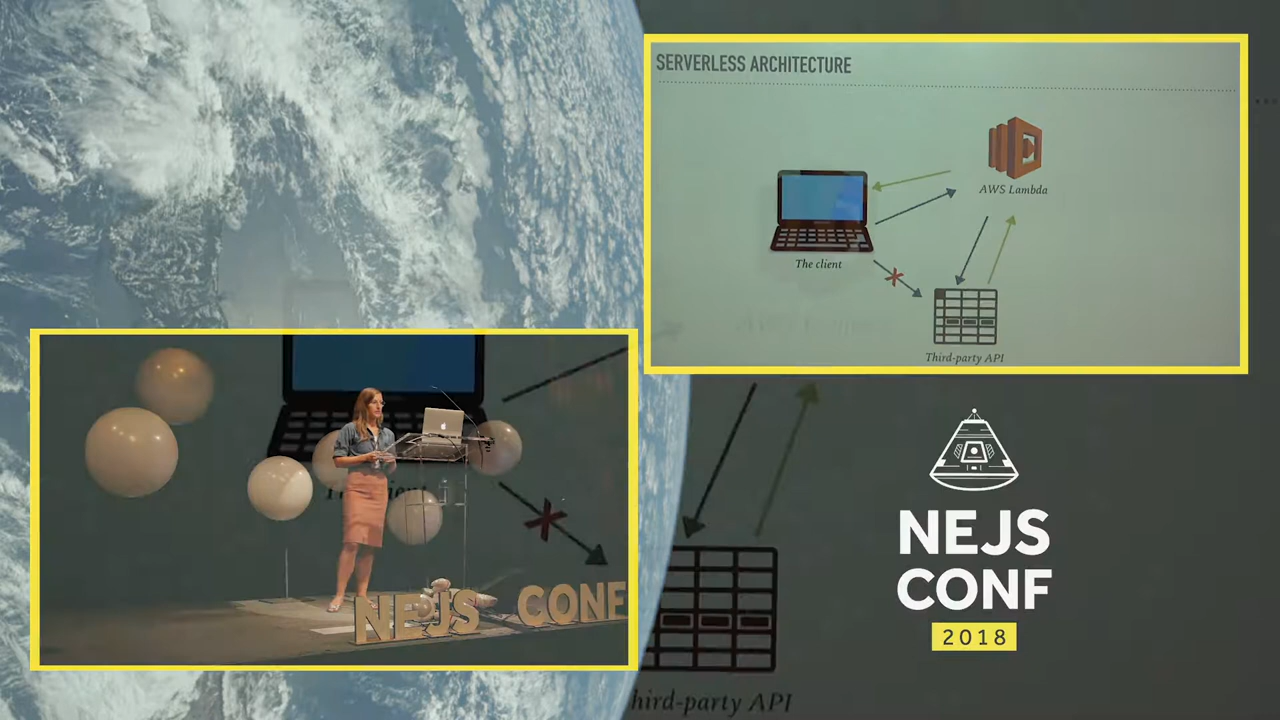 SERVERLESS ARCHITECTURE
AWS Lambda
The client
Third-party API
NEJS CONF
NEJS
CONF
2018
hird-party API